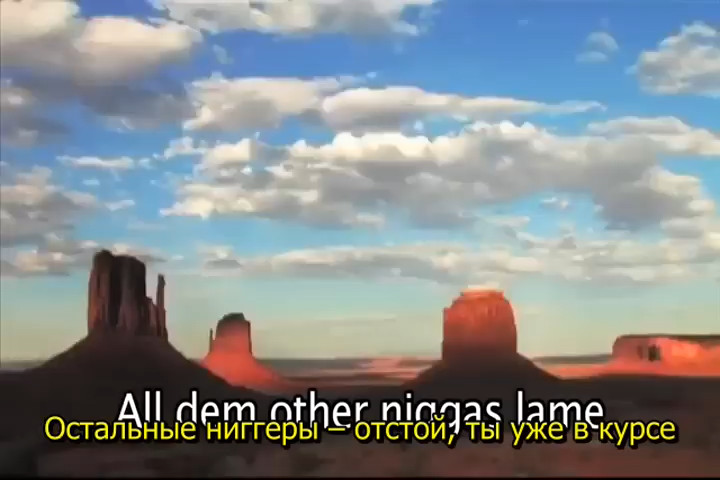 All dem other niggas lame
Остальные ниггеры – отстой, ты уже в курсе